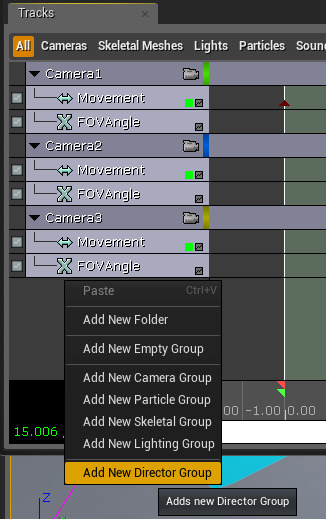 Tracks
All Cameras Skeletal Meshes Lights Particles Soun
Camera1
Movement
FOVAngle
Camera2
Movement
FOVAngle
Camera3
Movement
FOVAngle
Paste Ctrl+V
Add New Folder
Add New Empty Group
Add New Camera Group
Add New Particle Group
Add New Skeletal Group
Add New Lighting Group
Add New Director Group
00 -1.00 0.00
15.006
Adds new Director Group
Z